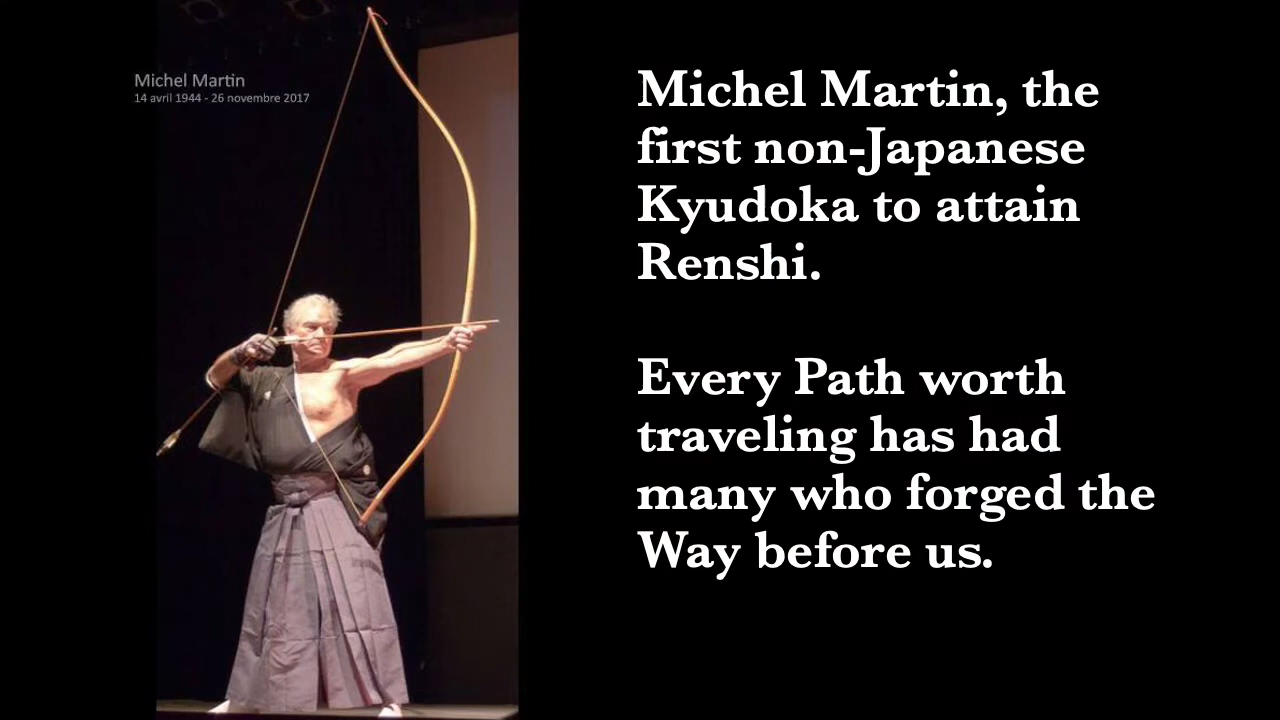 Michel Martin
14 avril 1944 - 26 novembre 2017
Michel Martin, the
first non-Japanese
Kyudoka to attain
Renshi.
Every Path worth
traveling has had
many who forged the
Way before us.